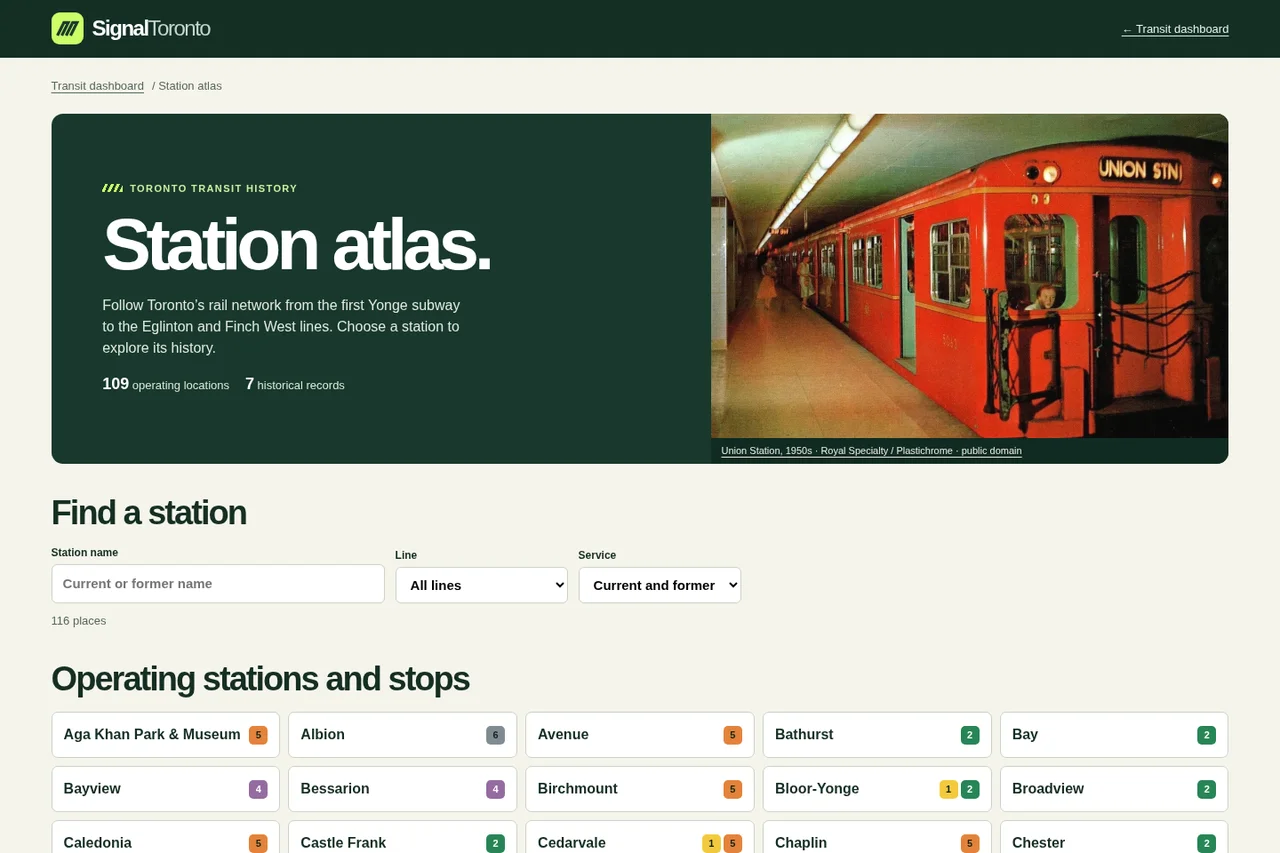 SignalToronto
← Transit dashboard
Transit dashboard / Station atlas
TORONTO TRANSIT HISTORY
Station atlas.
Follow Toronto's rail network from the first Yonge subway
to the Eglinton and Finch West lines. Choose a station to
explore its history.
109 operating locations 7 historical records
UNION STN
5063
Union Station, 1950s · Royal Specialty / Plastichrome · public domain
Find a station
Station name
Line
Service
Current or former name
All lines
Current and former
116 places
Operating stations and stops
Aga Khan Park & Museum 5
Albion 6
Avenue 5
Bathurst 2
Bay 2
Bayview 4
Bessarion 4
Birchmount 5
Bloor-Yonge 1 2
Broadview 2
Caledonia 5
Castle Frank 2
Cedarvale 1 5
Chaplin 5
Chester 2